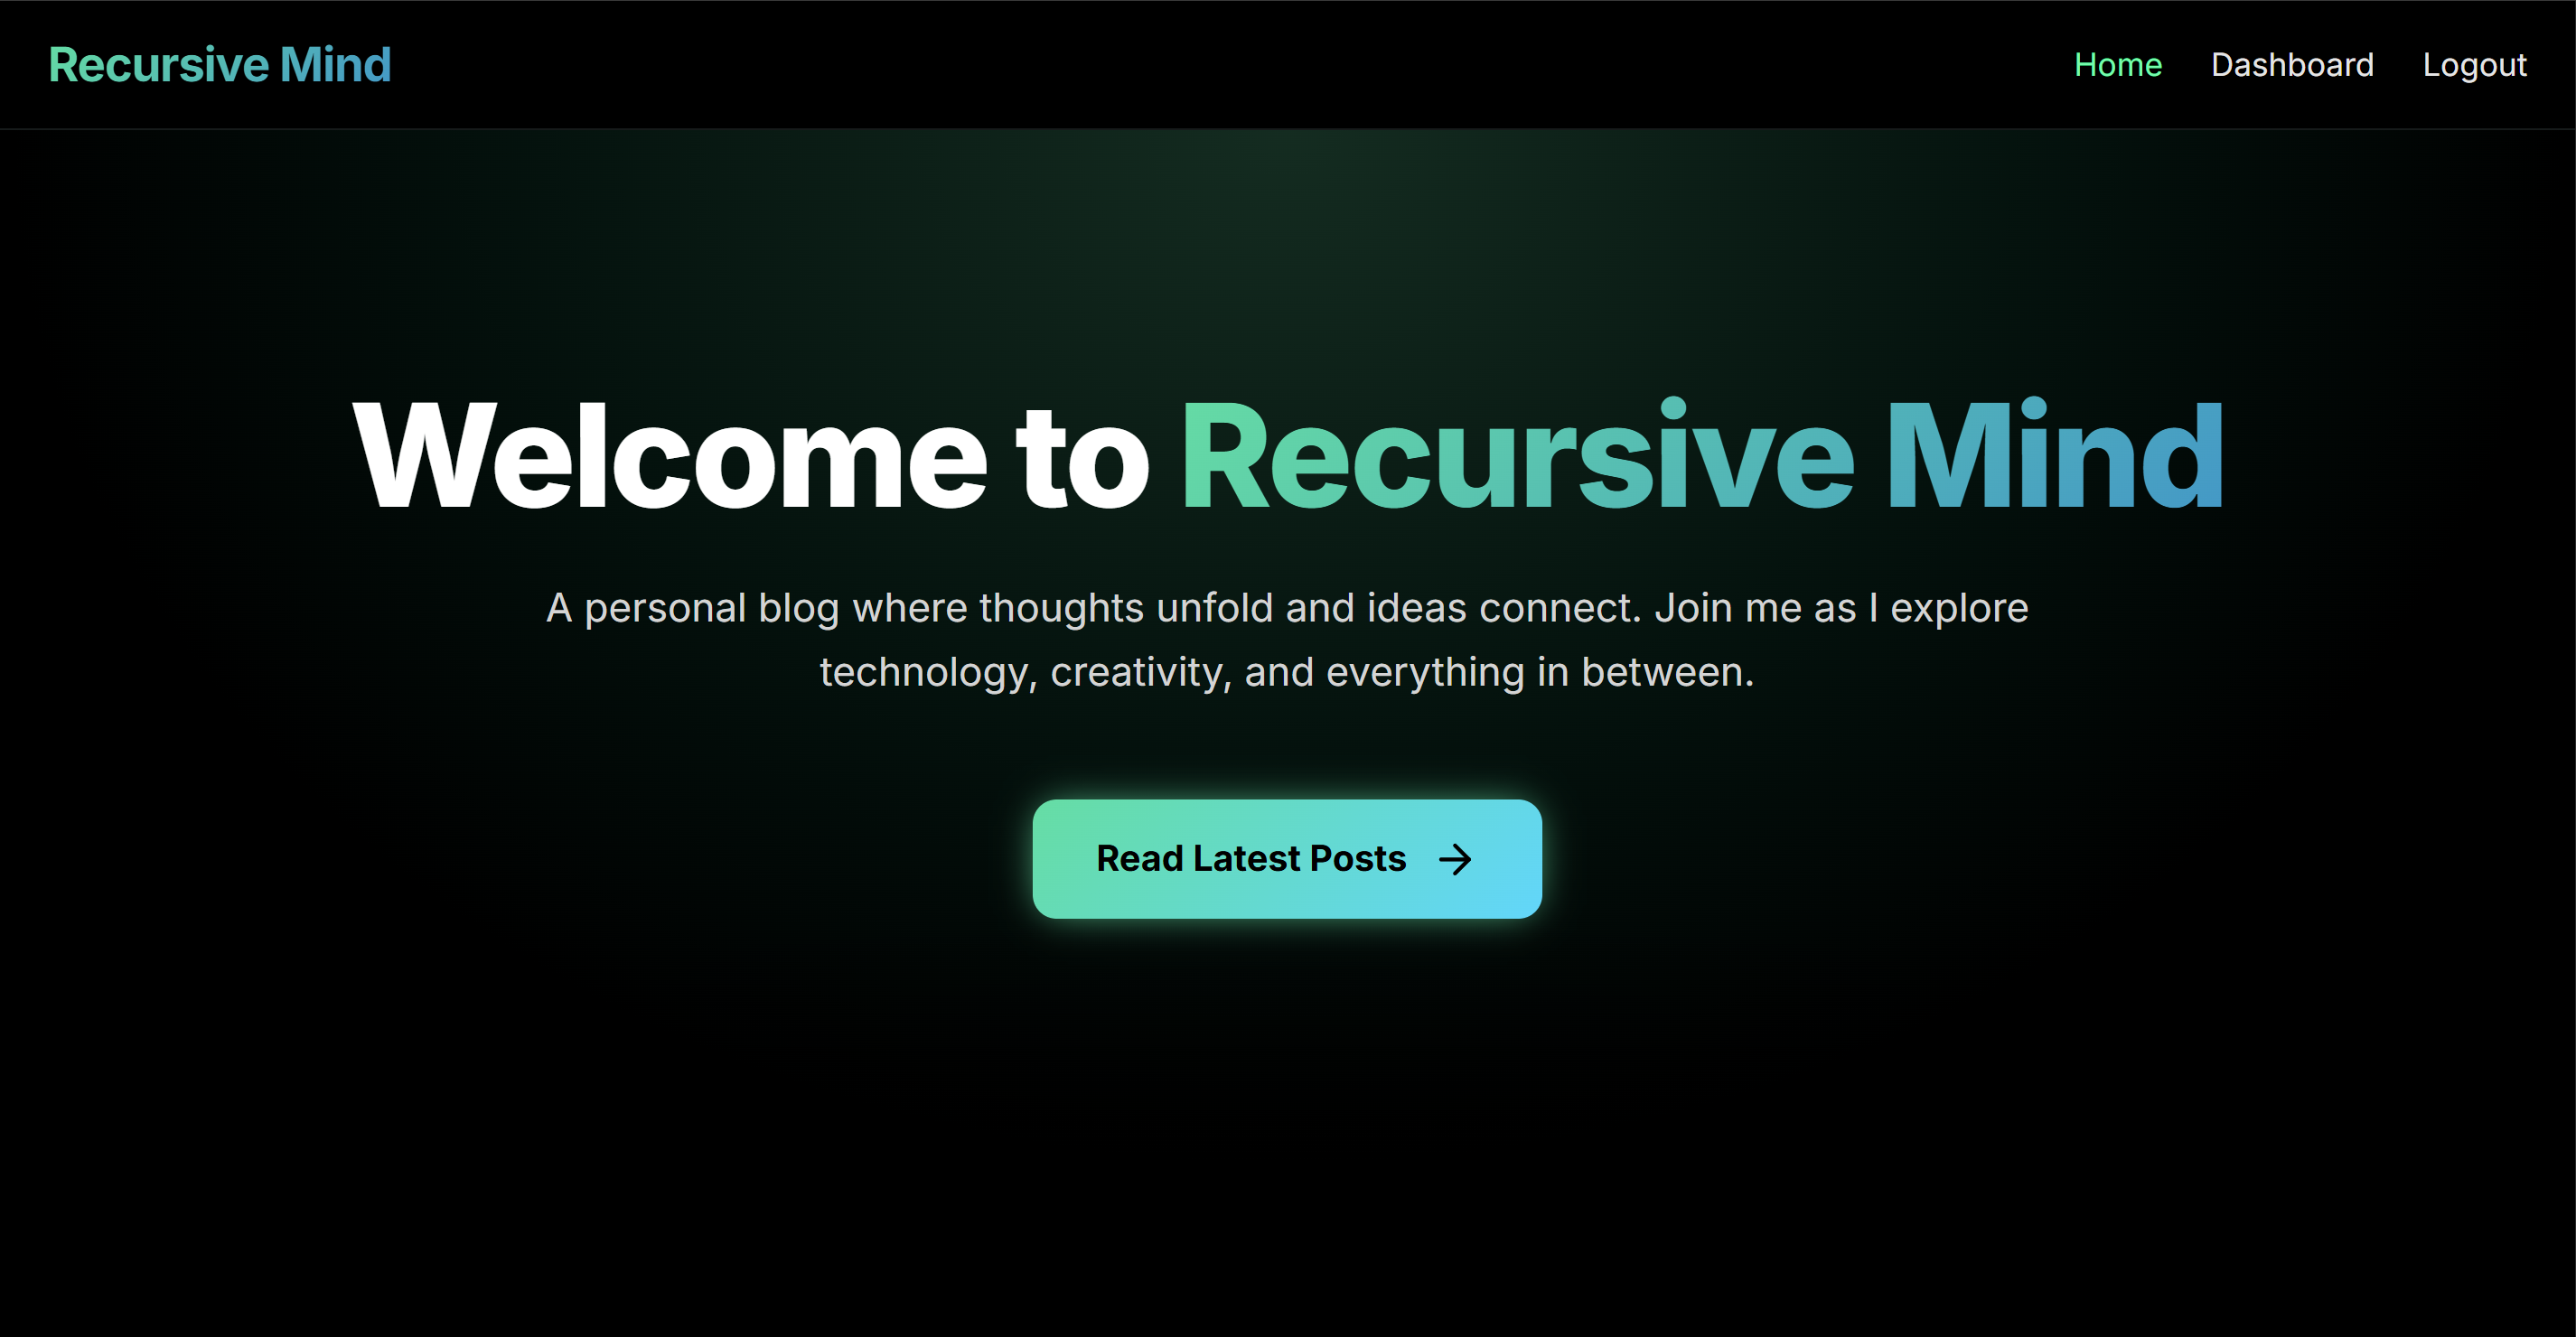 Recursive Mind
Home Dashboard Logout
Welcome to Recursive Mind
A personal blog where thoughts unfold and ideas connect. Join me as I explore
technology, creativity, and everything in between.
Read Latest Posts